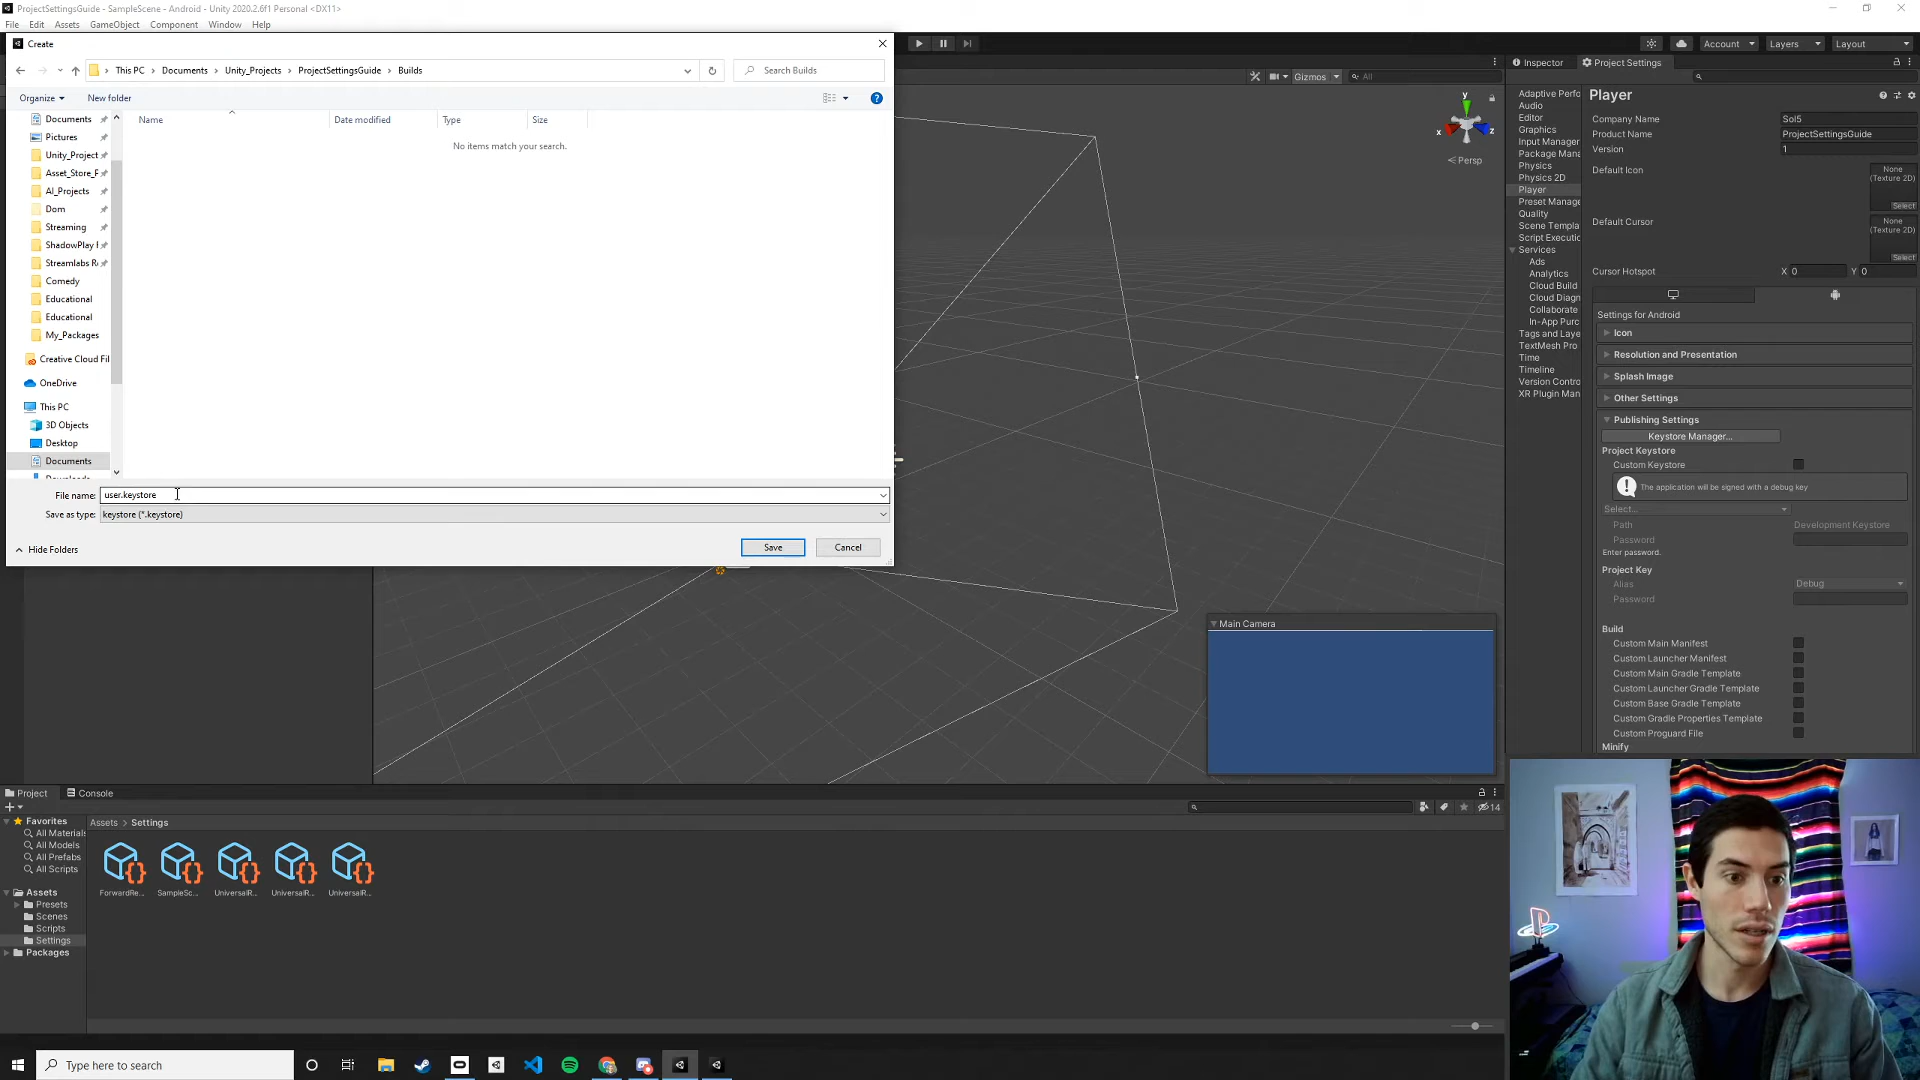 ProjectSettingsGuide - SampleScene - Android - Unity 2020.2.6f1 Personal <DX11>
File Edit Assets GameObject Component Window Help
Create
This PC > Documents > Unity_Projects > ProjectSettingsGuide > Builds
Search Builds
Organize New folder
Name Date modified Type Size
No items match your search.
Documents
Pictures
Unity_Project
Asset_Store_F
AI_Projects
Dom
Streaming
Streamlabs R
Comedy
Educational
Educational
My_Packages
Creative Cloud Fil
OneDrive
This PC
3D Objects
Desktop
Documents
File name: user.keystore
Save as type: keystore (*.keystore)
Hide Folders
Save Cancel
Account Layers Layout
Gizmos All
y
x z
Persp
Main Camera
Inspector Project Settings
Adaptive Perfo
Audio
Editor
Graphics
Input Manager
Package Mana
Physics
Physics 2D
Player
Preset Manage
Quality
Scene Templa
Script Executio
Services
Ads
Analytics
Cloud Build
Cloud Diagn
Collaborate
In-App Purc
Tags and Laye
TextMesh Pro
Time
Timeline
Version Contro
XR Plugin Man
Player
Company Name Sol5
Product Name ProjectSettingsGuide
Version 1
Default Icon
None
(Texture 2D)
Select
Default Cursor
None
(Texture 2D)
Select
Cursor Hotspot X 0 Y 0
Settings for Android
Icon
Resolution and Presentation
Splash Image
Other Settings
Publishing Settings
Keystore Manager...
Project Keystore
Custom Keystore
The application will be signed with a debug key
Select...
Path Development Keystore
Password
Enter password.
Project Key
Alias Debug
Password
Build
Custom Main Manifest
Custom Launcher Manifest
Custom Main Gradle Template
Custom Launcher Gradle Template
Custom Base Gradle Template
Custom Gradle Properties Template
Custom Proguard File
Minify
Project Console
14
Favorites
All Materials
All Models
All Prefabs
All Scripts
Assets
Presets
Scenes
Scripts
Settings
Packages
Assets > Settings
ForwardRe... SampleSc... UniversalR... UniversalR... UniversalR...
Type here to search